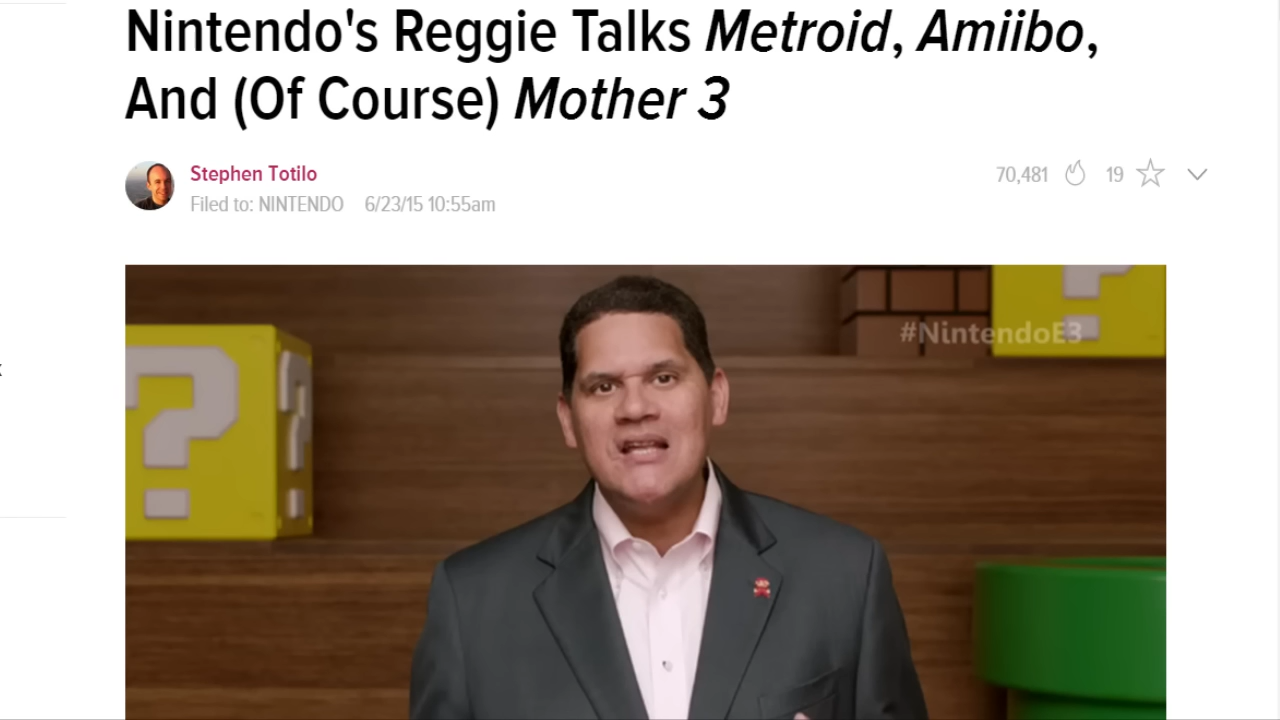 Nintendo's Reggie Talks Metroid, Amiibo,
And (Of Course) Mother 3
Stephen Totilo
70,481 19
Filed to: NINTENDO 6/23/15 10:55am
#NintendoE3
? ?
? ?